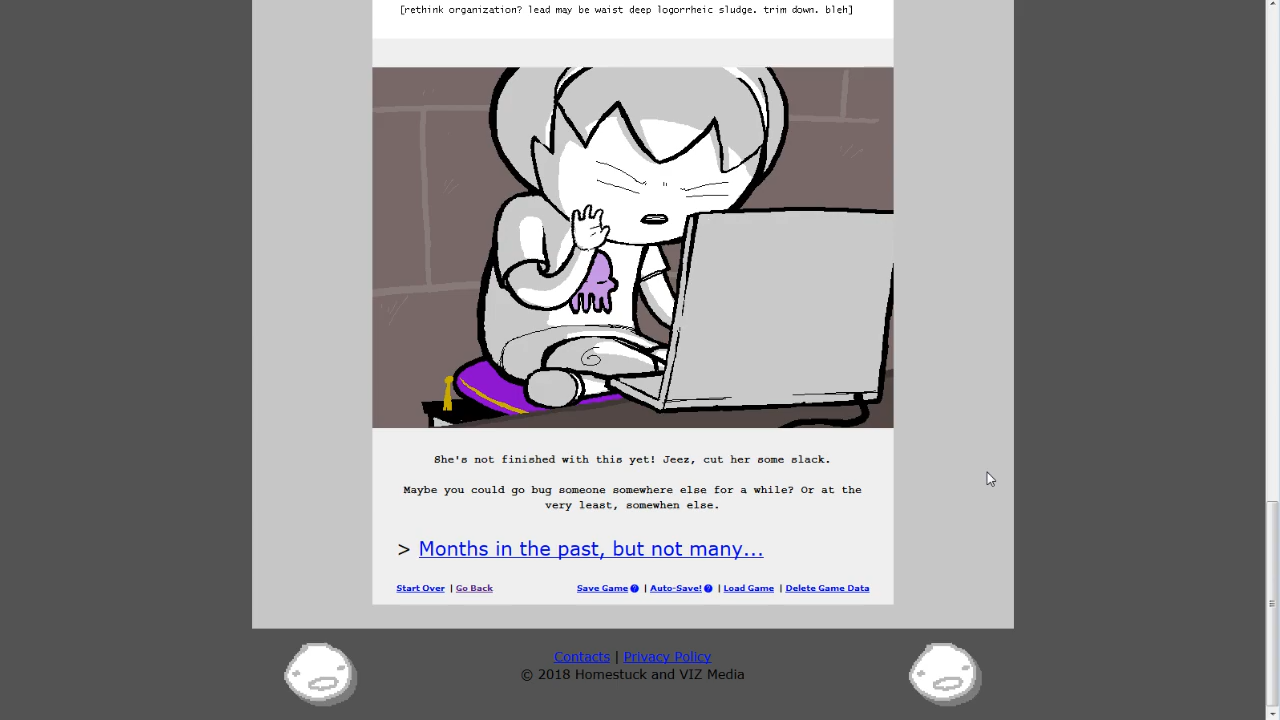 [rethink organization? lead may be waist deep logorrheic sludge. trim down. bleh]
She's not finished with this yet! Jeez, cut her some slack.
Maybe you could go bug someone somewhere else for a while? Or at the
very least, somewhen else.
> Months in the past, but not many...
Start Over | Go Back Save Game ? | Auto-Save! ? | Load Game | Delete Game Data
Contacts | Privacy Policy
© 2018 Homestuck and VIZ Media